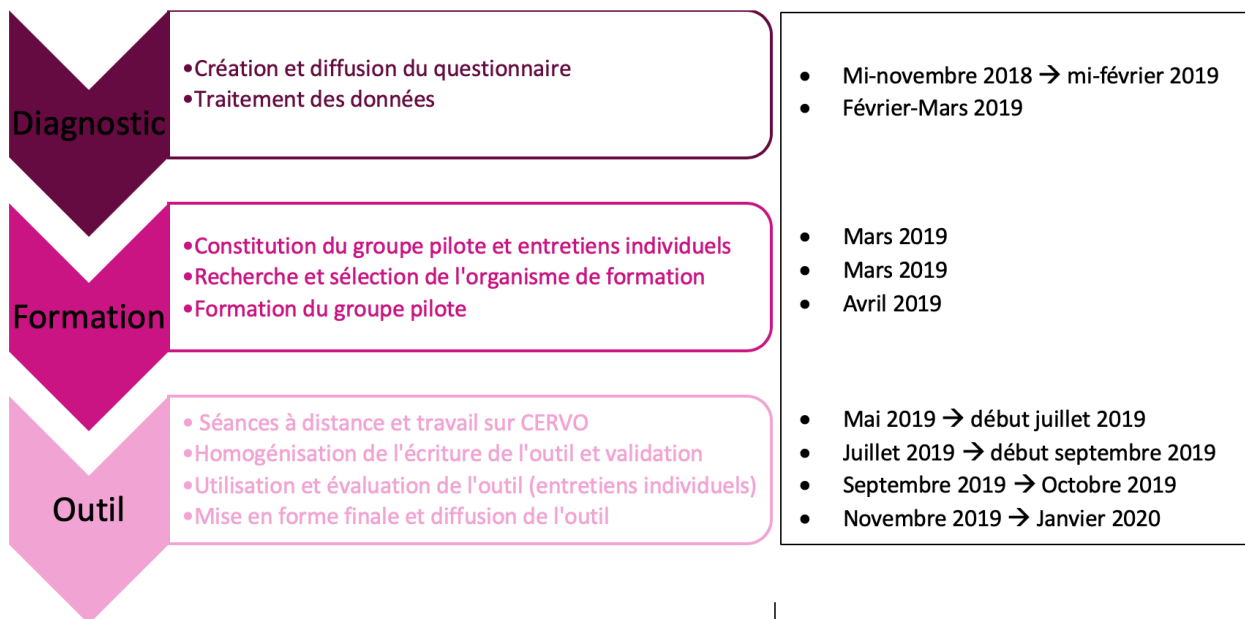 Diagnostic
•Création et diffusion du questionnaire
•Traitement des données
• Mi-novembre 2018 → mi-février 2019
• Février-Mars 2019
Formation
•Constitution du groupe pilote et entretiens individuels
•Recherche et sélection de l'organisme de formation
•Formation du groupe pilote
• Mars 2019
• Mars 2019
• Avril 2019
Outil
• Séances à distance et travail sur CERVO
•Homogénisation de l'écriture de l'outil et validation
•Utilisation et évaluation de l'outil (entretiens individuels)
•Mise en forme finale et diffusion de l'outil
• Mai 2019 → début juillet 2019
• Juillet 2019 → début septembre 2019
• Septembre 2019 → Octobre 2019
• Novembre 2019 → Janvier 2020